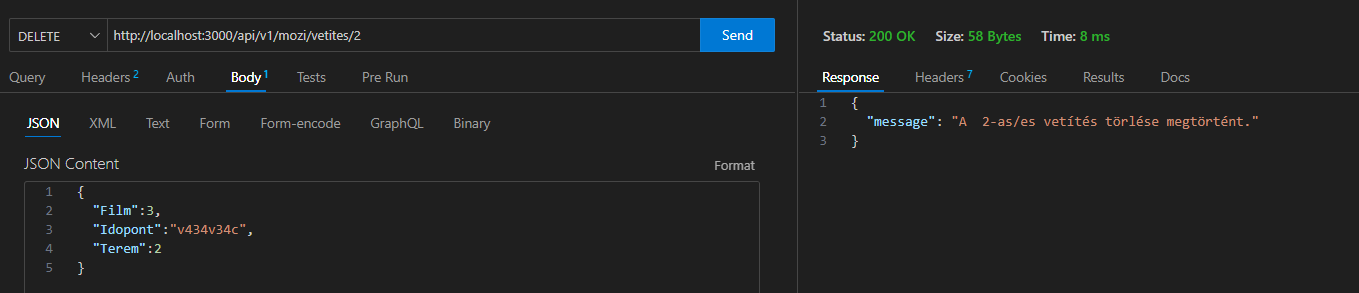 DELETE http://localhost:3000/api/v1/mozi/vetites/2 Send
Query Headers 2 Auth Body 1 Tests Pre Run
JSON XML Text Form Form-encode GraphQL Binary
JSON Content Format
1 {
2 "Film":3,
3 "Idopont":"v434v34c",
4 "Terem":2
5 }
Status: 200 OK Size: 58 Bytes Time: 8 ms
Response Headers 7 Cookies Results Docs
1 {
2 "message": "A  2-as/es vetítés törlése megtörtént."
3 }